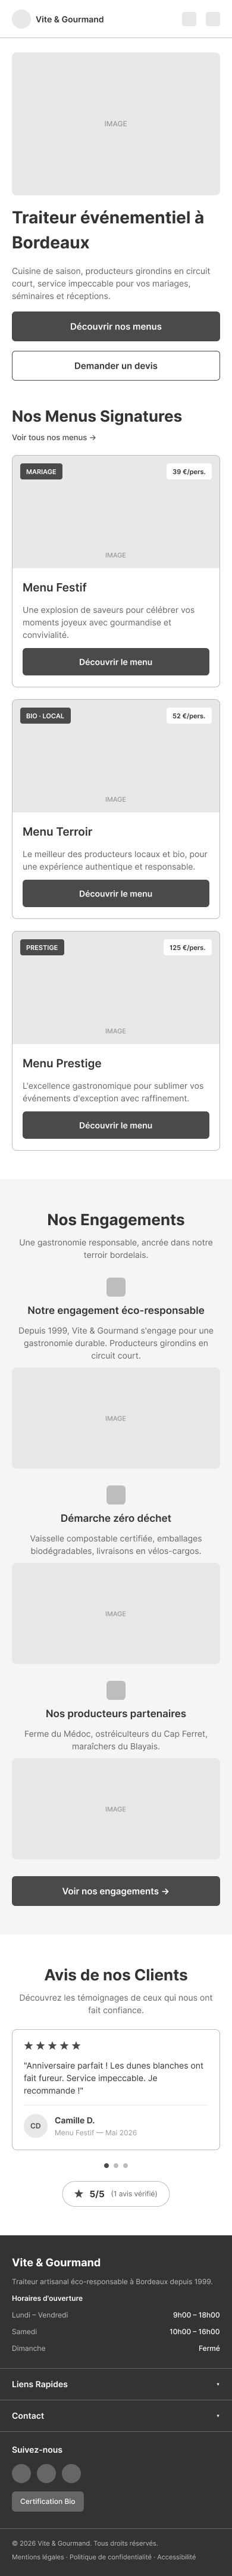 Vite & Gourmand
IMAGE
Traiteur événementiel à
Bordeaux
Cuisine de saison, producteurs girondins en circuit
court, service impeccable pour vos mariages,
séminaires et réceptions.
Découvrir nos menus
Demander un devis
Nos Menus Signatures
Voir tous nos menus →
MARIAGE
39 €/pers.
IMAGE
Menu Festif
Une explosion de saveurs pour célébrer vos
moments joyeux avec gourmandise et
convivialité.
Découvrir le menu
BIO · LOCAL
52 €/pers.
IMAGE
Menu Terroir
Le meilleur des producteurs locaux et bio, pour
une expérience authentique et responsable.
Découvrir le menu
PRESTIGE
125 €/pers.
IMAGE
Menu Prestige
L'excellence gastronomique pour sublimer vos
événements d'exception avec raffinement.
Découvrir le menu
Nos Engagements
Une gastronomie responsable, ancrée dans notre
terroir bordelais.
Notre engagement éco-responsable
Depuis 1999, Vite & Gourmand s'engage pour une
gastronomie durable. Producteurs girondins en
circuit court.
IMAGE
Démarche zéro déchet
Vaisselle compostable certifiée, emballages
biodégradables, livraisons en vélos-cargos.
IMAGE
Nos producteurs partenaires
Ferme du Médoc, ostréiculteurs du Cap Ferret,
maraîchers du Blayais.
IMAGE
Voir nos engagements →
Avis de nos Clients
Découvrez les témoignages de ceux qui nous ont
fait confiance.
★★★★★
"Anniversaire parfait ! Les dunes blanches ont
fait fureur. Service impeccable. Je
recommande !"
CD
Camille D.
Menu Festif — Mai 2026
★ 5/5 (1 avis vérifié)
Vite & Gourmand
Traiteur artisanal éco-responsable à Bordeaux depuis 1999.
Horaires d'ouverture
Lundi – Vendredi 9h00 – 18h00
Samedi 10h00 – 16h00
Dimanche Fermé
Liens Rapides
Contact
Suivez-nous
Certification Bio
© 2026 Vite & Gourmand. Tous droits réservés.
Mentions légales · Politique de confidentialité · Accessibilité